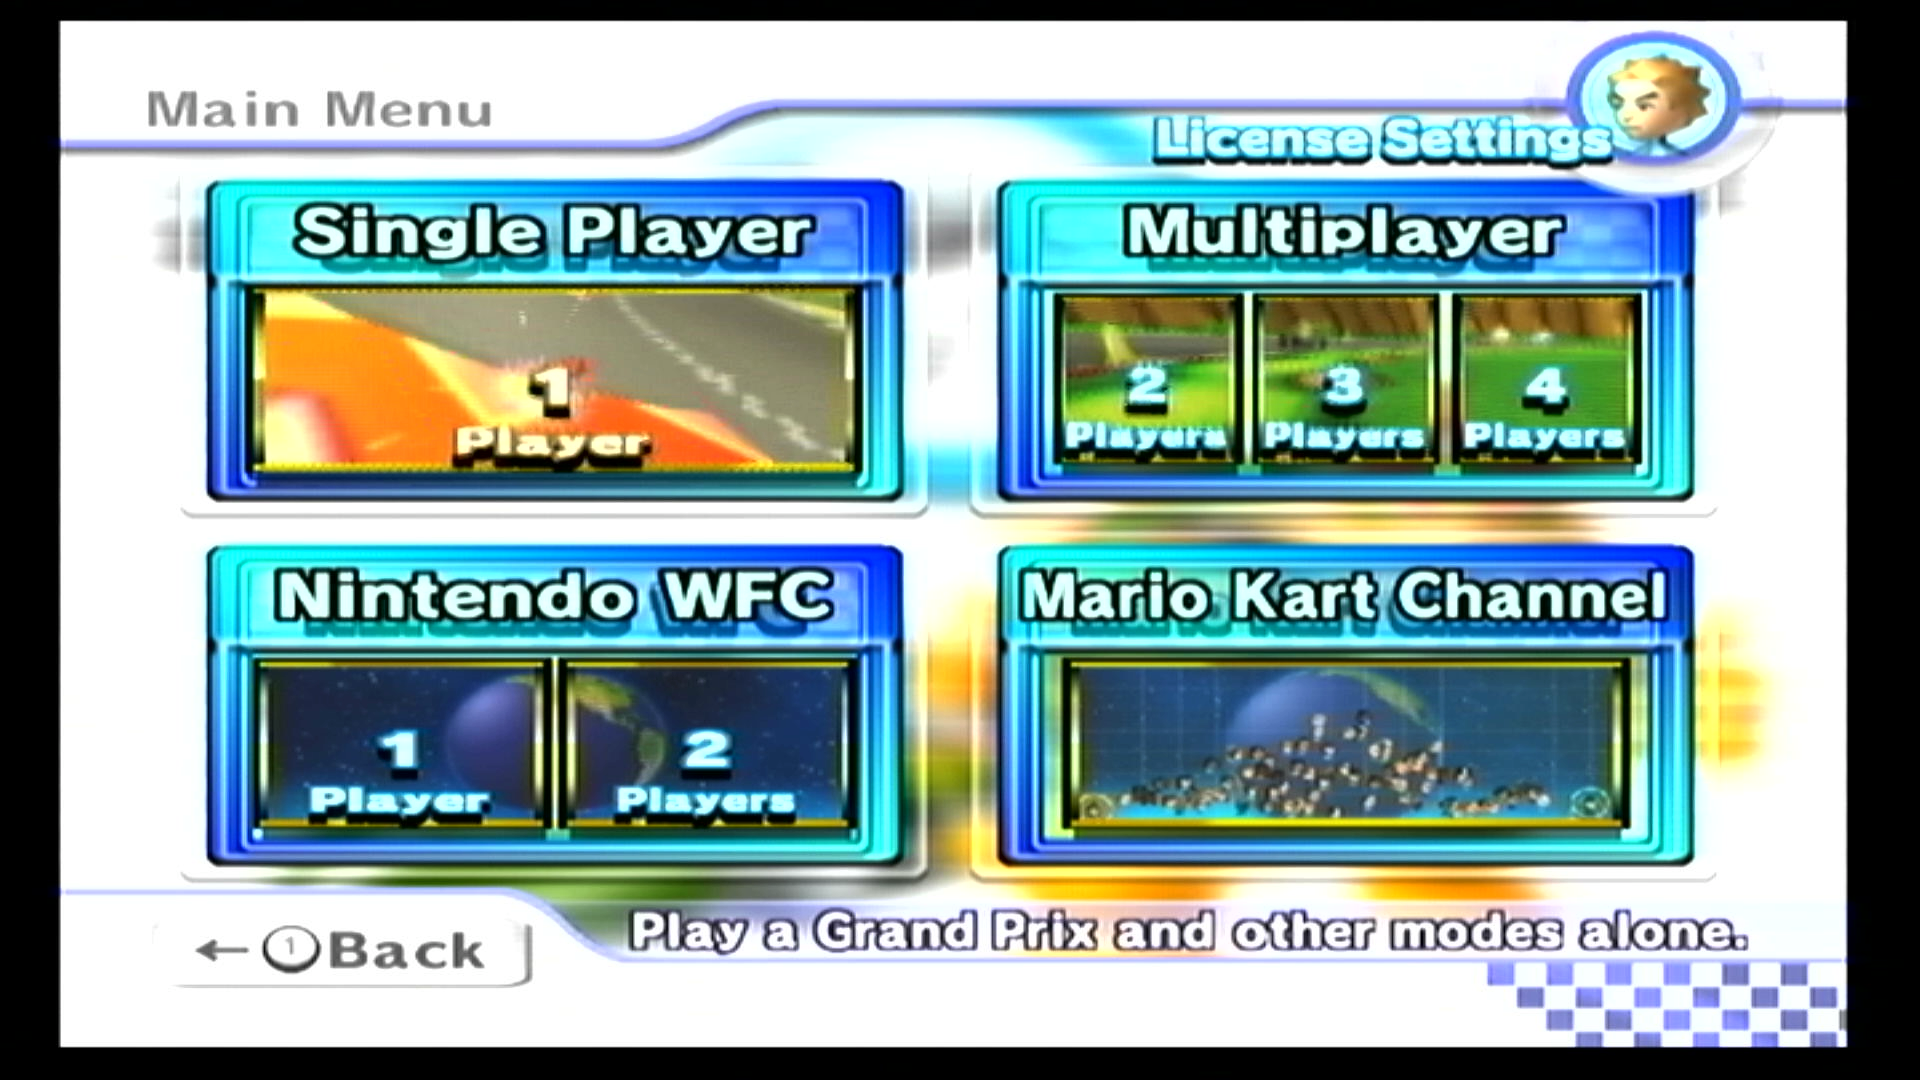 Main Menu
License Settings
Single Player
1
Player
Multiplayer
2
Players
3
Players
4
Players
Nintendo WFC
1
Player
2
Players
Mario Kart Channel
← 1 Back
Play a Grand Prix and other modes alone.